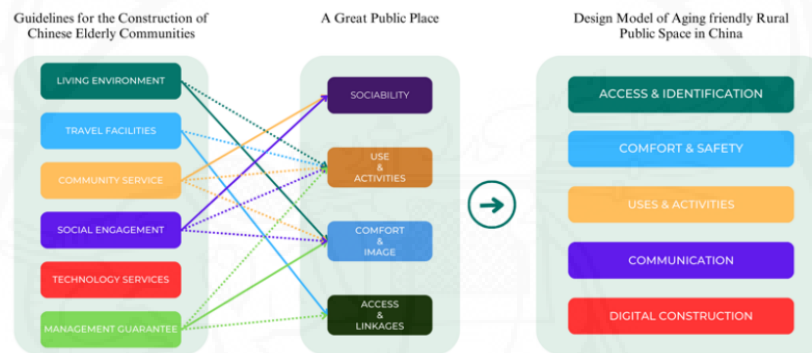 Guidelines for the Construction of
Chinese Elderly Communities
A Great Public Place
Design Model of Aging friendly Rural
Public Space in China
LIVING ENVIRONMENT
TRAVEL FACILITIES
COMMUNITY SERVICE
SOCIAL ENGAGEMENT
TECHNOLOGY SERVICES
MANAGEMENT GUARANTEE
SOCIABILITY
USE
&
ACTIVITIES
COMFORT
&
IMAGE
ACCESS
&
LINKAGES
ACCESS & IDENTIFICATION
COMFORT & SAFETY
USES & ACTIVITIES
COMMUNICATION
DIGITAL CONSTRUCTION